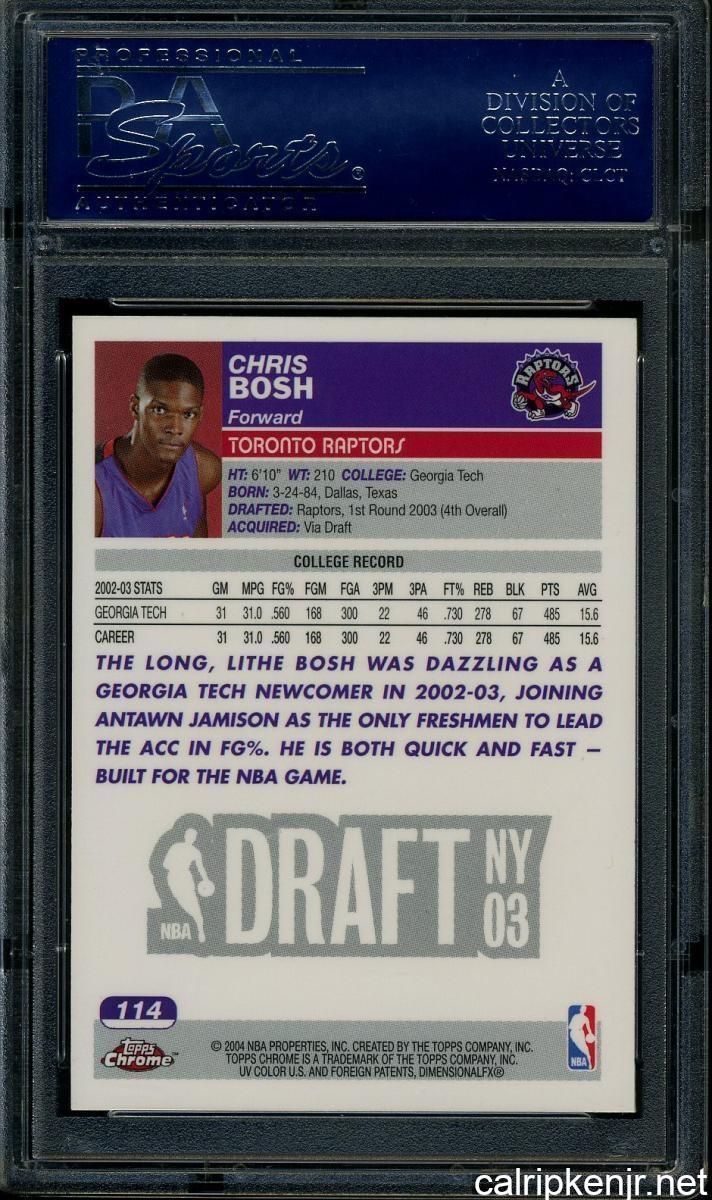 PROFESSIONAL
PSA
Sports®
AUTHENTICATOR
A
DIVISION OF
COLLECTORS
UNIVERSE
NASDAQ: CLCT
CHRIS
BOSH
Forward
RAPTORS
TORONTO RAPTORS
HT: 6'10" WT: 210 COLLEGE: Georgia Tech
BORN: 3-24-84, Dallas, Texas
DRAFTED: Raptors, 1st Round 2003 (4th Overall)
ACQUIRED: Via Draft
COLLEGE RECORD
2002-03 STATS GM MPG FG% FGM FGA 3PM 3PA FT% REB BLK PTS AVG
GEORGIA TECH 31 31.0 .560 168 300 22 46 .730 278 67 485 15.6
CAREER 31 31.0 .560 168 300 22 46 .730 278 67 485 15.6
THE LONG, LITHE BOSH WAS DAZZLING AS A
GEORGIA TECH NEWCOMER IN 2002-03, JOINING
ANTAWN JAMISON AS THE ONLY FRESHMEN TO LEAD
THE ACC IN FG%. HE IS BOTH QUICK AND FAST –
BUILT FOR THE NBA GAME.
NBA DRAFT NY 03
114
Topps Chrome™
© 2004 NBA PROPERTIES, INC. CREATED BY THE TOPPS COMPANY, INC.
TOPPS CHROME IS A TRADEMARK OF THE TOPPS COMPANY, INC.
UV COLOR U.S. AND FOREIGN PATENTS, DIMENSIONALFX®
NBA
calripkenjr.net